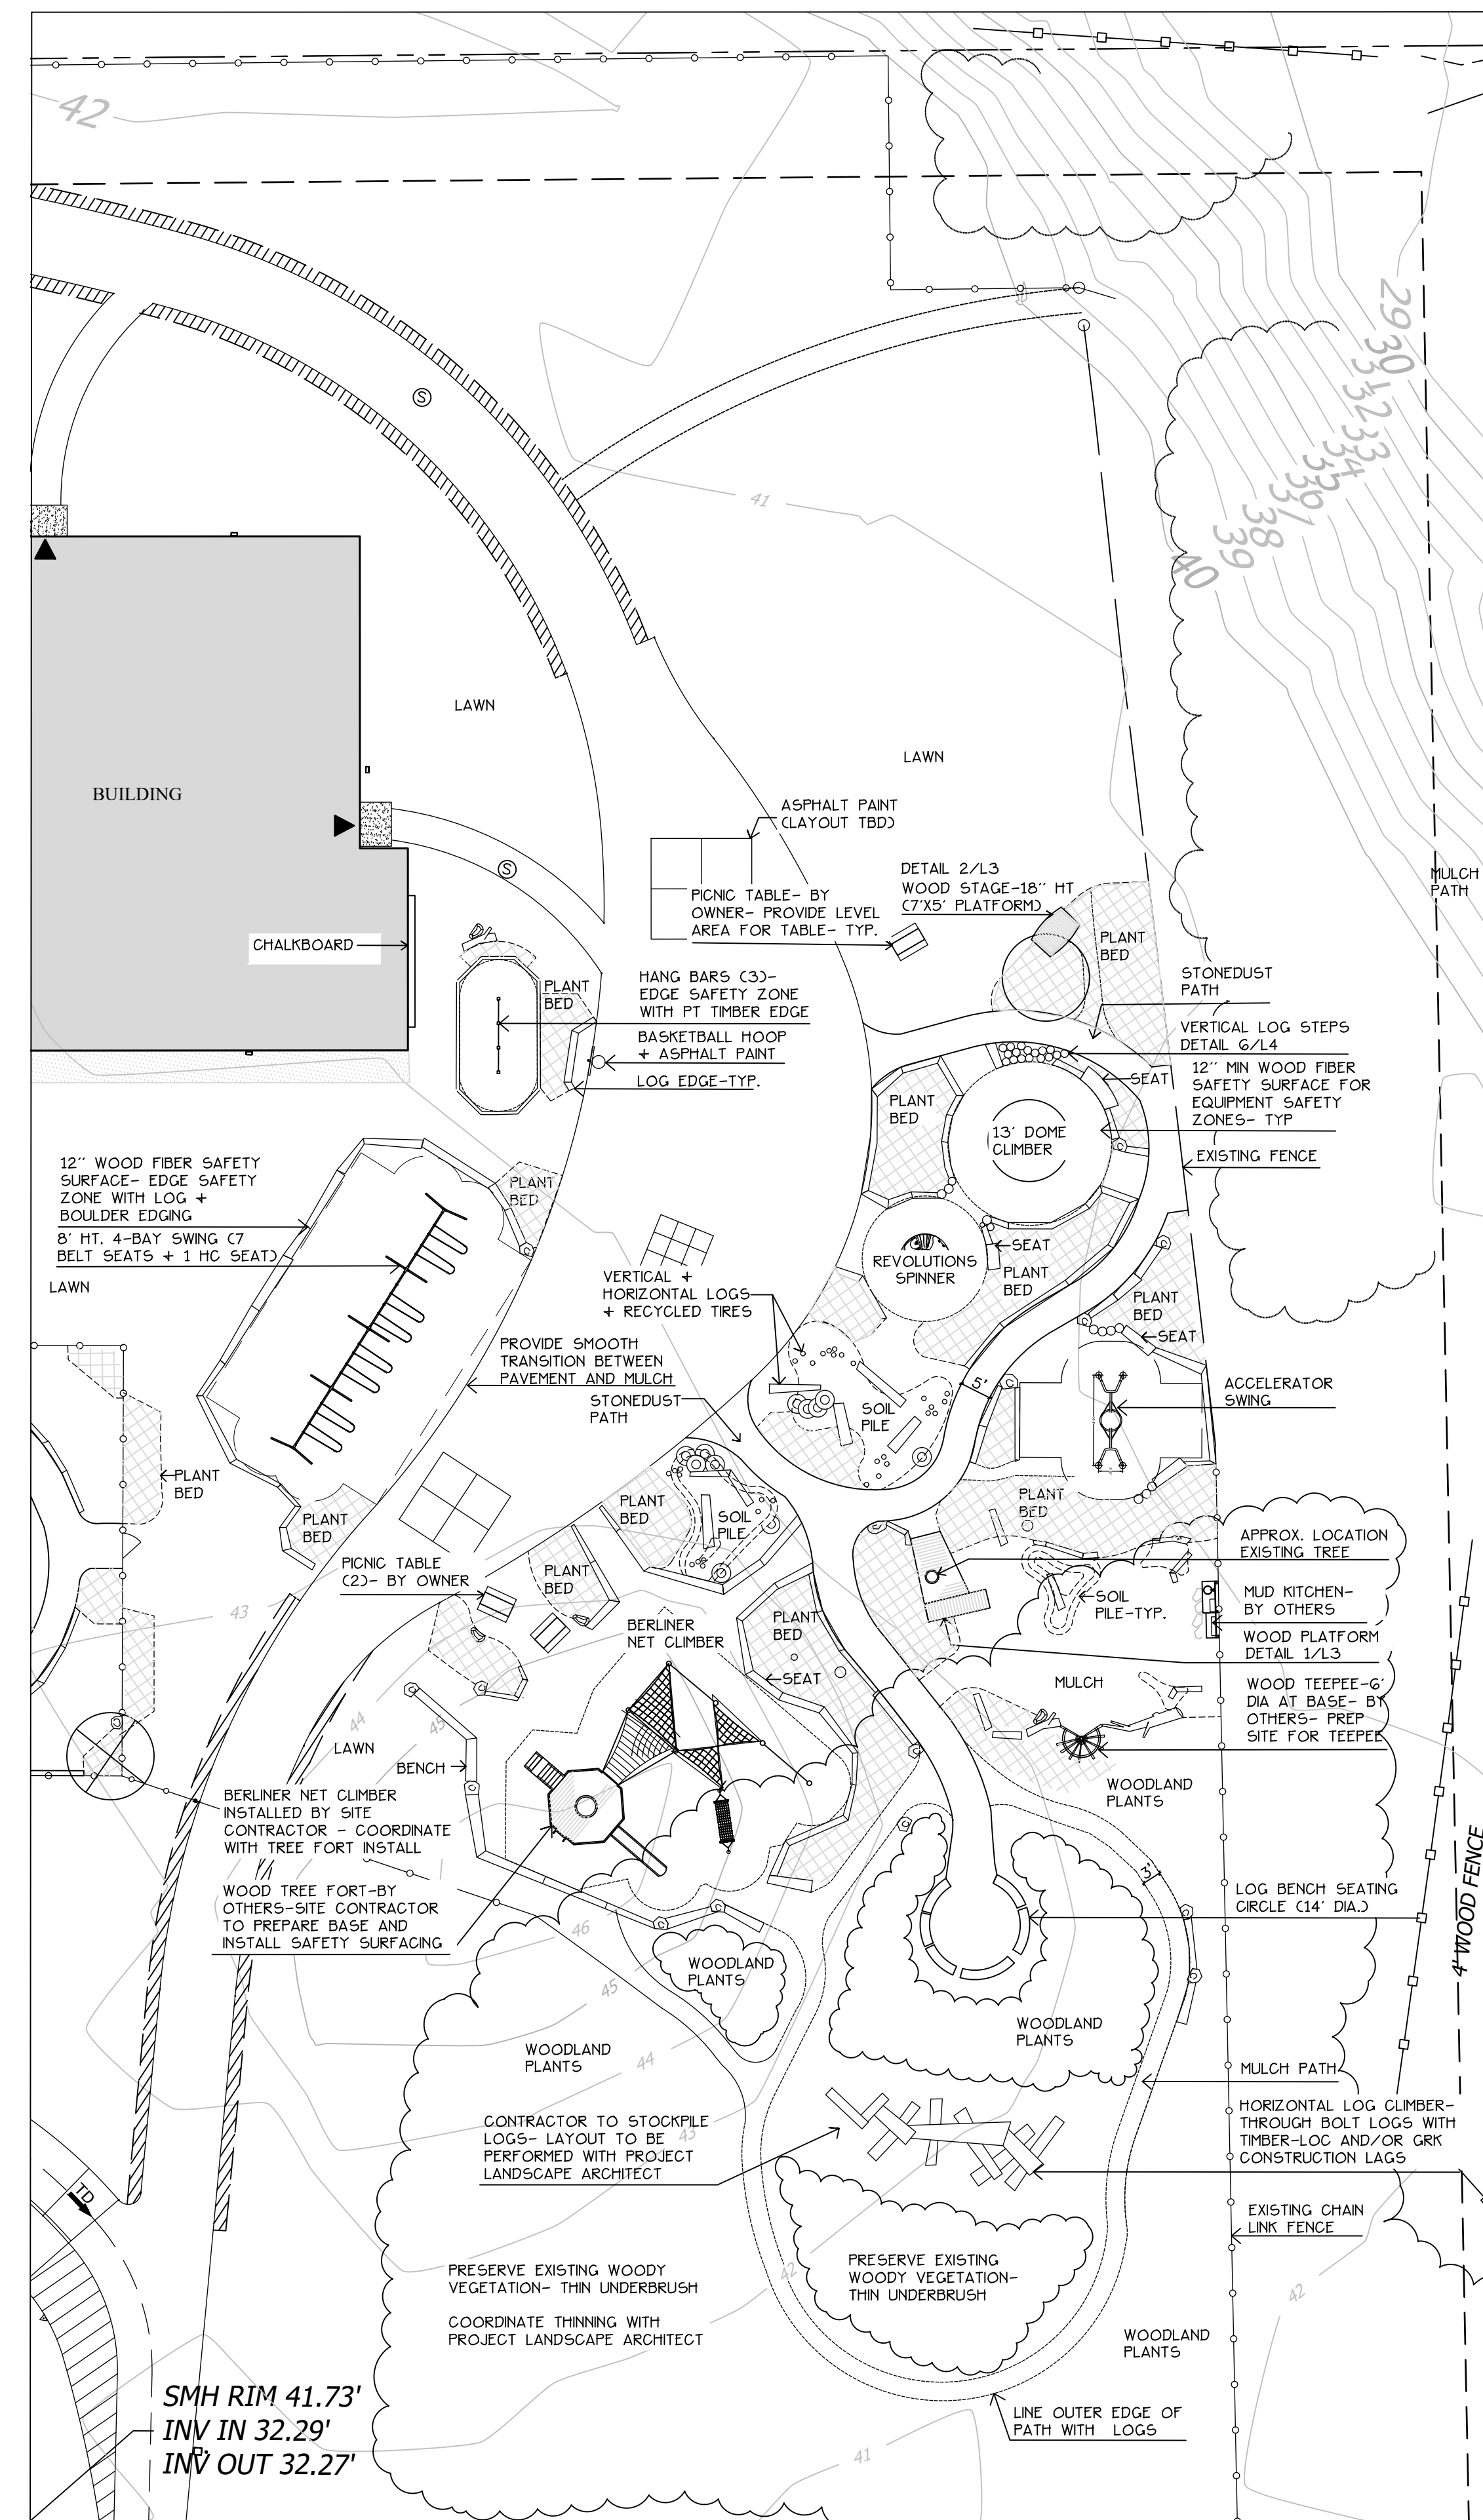 42
29
30
31
32
33
34
35
36
37
38
39
40
S
41
LAWN
BUILDING
LAWN
ASPHALT PAINT
(LAYOUT TBD)
DETAIL 2/L3
WOOD STAGE-18" HT
(7'X5' PLATFORM)
MULCH
PATH
PICNIC TABLE- BY
OWNER- PROVIDE LEVEL
AREA FOR TABLE- TYP.
S
CHALKBOARD
PLANT
BED
PLANT
BED
HANG BARS (3)-
EDGE SAFETY ZONE
WITH PT TIMBER EDGE
BASKETBALL HOOP
+ ASPHALT PAINT
LOG EDGE-TYP.
STONEDUST
PATH
VERTICAL LOG STEPS
DETAIL 6/L4
SEAT
12" MIN WOOD FIBER
SAFETY SURFACE FOR
EQUIPMENT SAFETY
ZONES- TYP
PLANT
BED
13' DOME
CLIMBER
EXISTING FENCE
12" WOOD FIBER SAFETY
SURFACE- EDGE SAFETY
ZONE WITH LOG +
BOULDER EDGING
8' HT. 4-BAY SWING (7
BELT SEATS + 1 HC SEAT)
LAWN
PLANT
BED
SEAT
REVOLUTIONS
SPINNER
PLANT
BED
VERTICAL +
HORIZONTAL LOGS
+ RECYCLED TIRES
PLANT
BED
SEAT
PROVIDE SMOOTH
TRANSITION BETWEEN
PAVEMENT AND MULCH
STONEDUST
PATH
5'
SOIL
PILE
ACCELERATOR
SWING
PLANT
BED
PLANT
BED
PLANT
BED
SOIL
PILE
PLANT
BED
APPROX. LOCATION
EXISTING TREE
PICNIC TABLE
(2)- BY OWNER
PLANT
BED
43
SOIL
PILE-TYP.
MUD KITCHEN-
BY OTHERS
BERLINER
NET CLIMBER
PLANT
BED
SEAT
WOOD PLATFORM
DETAIL 1/L3
MULCH
WOOD TEEPEE-6'
DIA AT BASE- BY
OTHERS- PREP
SITE FOR TEEPEE
44
45
LAWN
BENCH
WOODLAND
PLANTS
BERLINER NET CLIMBER
INSTALLED BY SITE
CONTRACTOR - COORDINATE
WITH TREE FORT INSTALL
WOOD TREE FORT-BY
OTHERS-SITE CONTRACTOR
TO PREPARE BASE AND
INSTALL SAFETY SURFACING
3'
LOG BENCH SEATING
CIRCLE (14' DIA.)
4' WOOD FENCE
46
45
WOODLAND
PLANTS
WOODLAND
PLANTS
WOODLAND
PLANTS
44
MULCH PATH
CONTRACTOR TO STOCKPILE
LOGS- LAYOUT TO BE
PERFORMED WITH PROJECT
LANDSCAPE ARCHITECT
43
HORIZONTAL LOG CLIMBER-
THROUGH BOLT LOGS WITH
TIMBER-LOC AND/OR GRK
CONSTRUCTION LAGS
TD
EXISTING CHAIN
LINK FENCE
PRESERVE EXISTING WOODY
VEGETATION- THIN UNDERBRUSH
COORDINATE THINNING WITH
PROJECT LANDSCAPE ARCHITECT
42
PRESERVE EXISTING
WOODY VEGETATION-
THIN UNDERBRUSH
42
WOODLAND
PLANTS
SMH RIM 41.73'
INV IN 32.29'
INV OUT 32.27'
LINE OUTER EDGE OF
PATH WITH LOGS
41